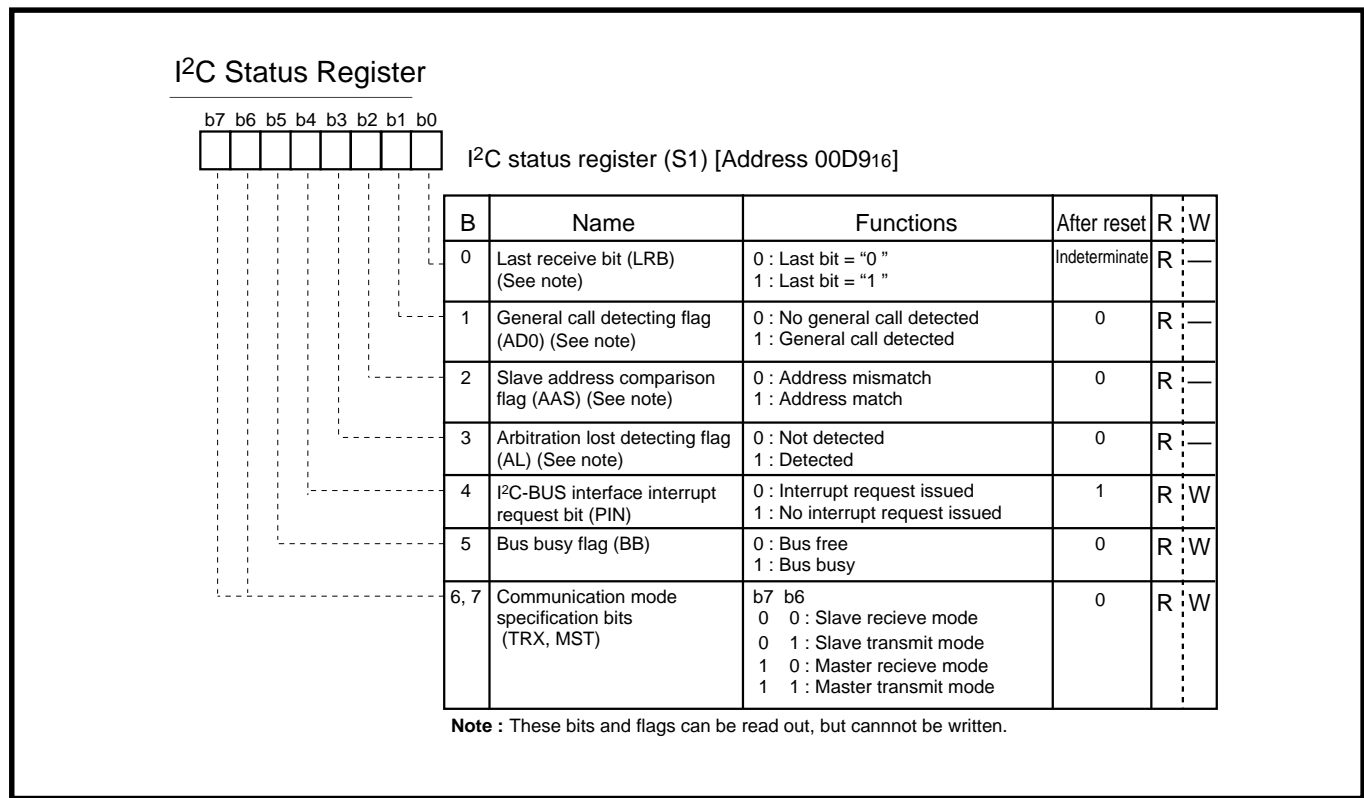 I2C Status Register
b7 b6 b5 b4 b3 b2 b1 b0
I2C status register (S1) [Address 00D916]
B Name Functions After reset R W
0 Last receive bit (LRB) (See note) 0 : Last bit = “0 ” Indeterminate R —
1 : Last bit = “1 ”
1 General call detecting flag (AD0) (See note) 0 : No general call detected 0 R —
1 : General call detected
2 Slave address comparison flag (AAS) (See note) 0 : Address mismatch 0 R —
1 : Address match
3 Arbitration lost detecting flag (AL) (See note) 0 : Not detected 0 R —
1 : Detected
4 I2C-BUS interface interrupt request bit (PIN) 0 : Interrupt request issued 1 R W
1 : No interrupt request issued
5 Bus busy flag (BB) 0 : Bus free 0 R W
1 : Bus busy
6, 7 Communication mode specification bits (TRX, MST) b7 b6 0 R W
0 0 : Slave recieve mode
0 1 : Slave transmit mode
1 0 : Master recieve mode
1 1 : Master transmit mode
Note : These bits and flags can be read out, but cannnot be written.